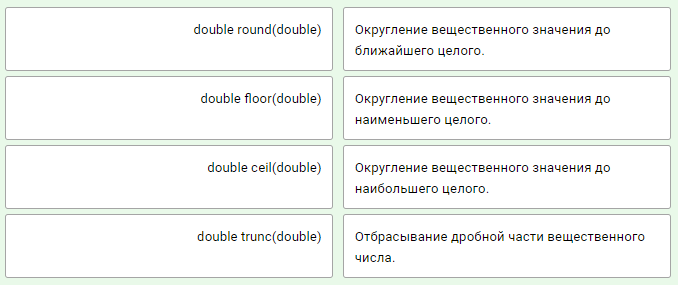 double round(double)
Округление вещественного значения до
ближайшего целого.
double floor(double)
Округление вещественного значения до
наименьшего целого.
double ceil(double)
Округление вещественного значения до
наибольшего целого.
double trunc(double)
Отбрасывание дробной части вещественного
числа.